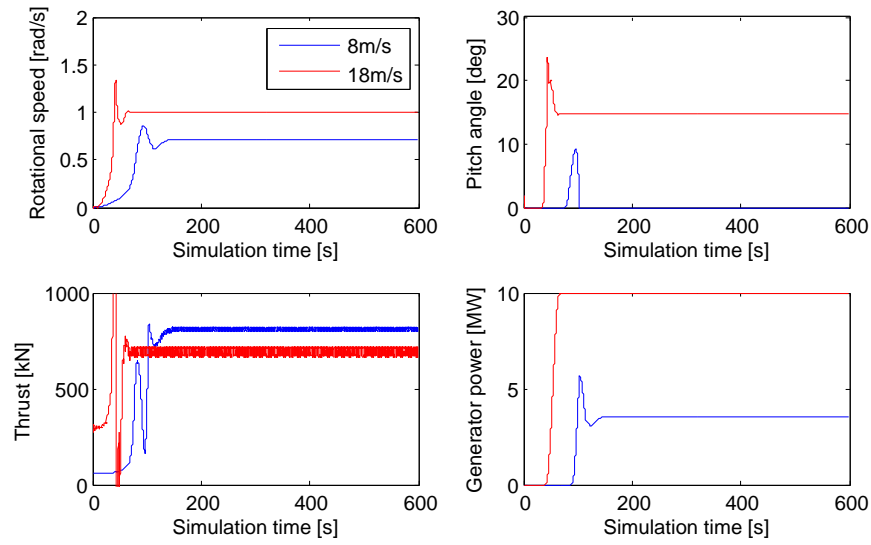 Rotational speed [rad/s]
2
1.5
1
0.5
0
0 200 400 600
Simulation time [s]
8m/s
18m/s
Pitch angle [deg]
30
20
10
0
0 200 400 600
Simulation time [s]
Thrust [kN]
1000
500
0
0 200 400 600
Simulation time [s]
Generator power [MW]
10
5
0
0 200 400 600
Simulation time [s]